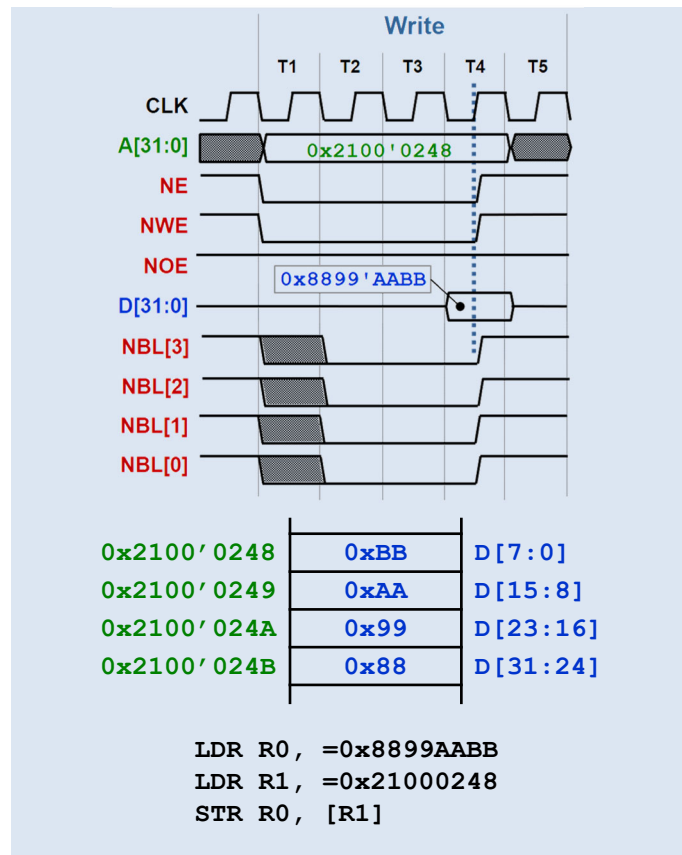 Write
T1 T2 T3 T4 T5
CLK
A[31:0] 0x2100'0248
NE
NWE
NOE
0x8899'AABB
D[31:0]
NBL[3]
NBL[2]
NBL[1]
NBL[0]
0x2100’0248 0xBB D[7:0]
0x2100’0249 0xAA D[15:8]
0x2100’024A 0x99 D[23:16]
0x2100’024B 0x88 D[31:24]
LDR R0, =0x8899AABB
LDR R1, =0x21000248
STR R0, [R1]